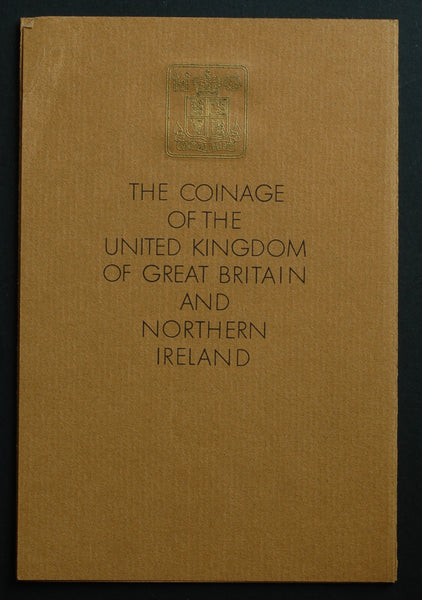 THE COINAGE
OF THE
UNITED KINGDOM
OF GREAT BRITAIN
AND
NORTHERN
IRELAND